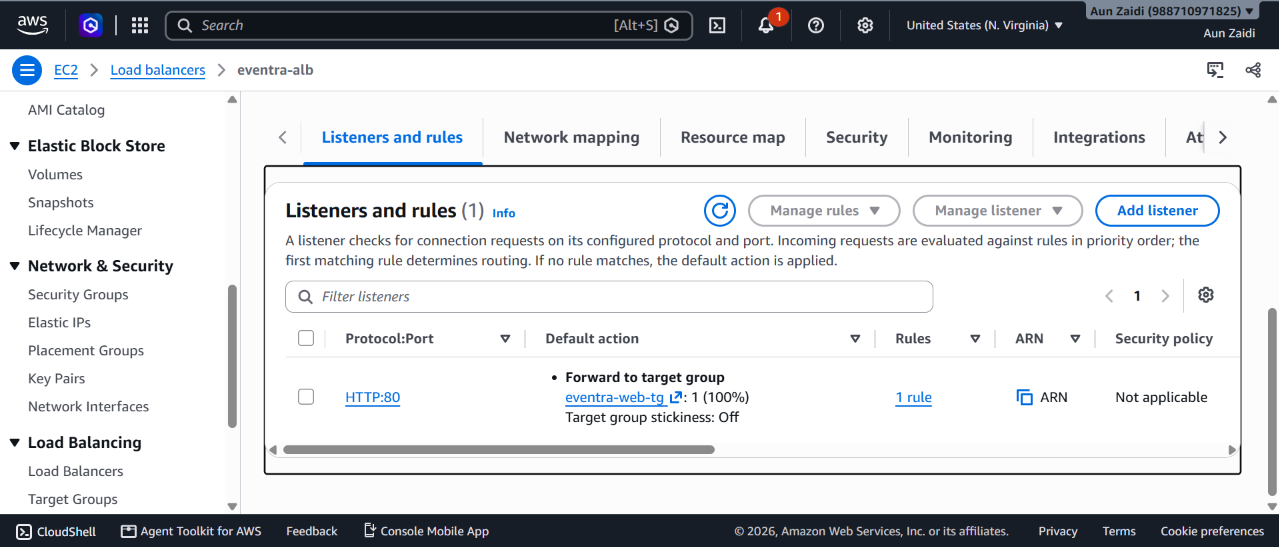 aws
Search
[Alt+S]
1
United States (N. Virginia)
Aun Zaidi (988710971825)
Aun Zaidi
EC2
Load balancers
eventra-alb
AMI Catalog
Elastic Block Store
Volumes
Snapshots
Lifecycle Manager
Network & Security
Security Groups
Elastic IPs
Placement Groups
Key Pairs
Network Interfaces
Load Balancing
Load Balancers
Target Groups
Listeners and rules
Network mapping
Resource map
Security
Monitoring
Integrations
At
Listeners and rules (1) Info
Manage rules
Manage listener
Add listener
A listener checks for connection requests on its configured protocol and port. Incoming requests are evaluated against rules in priority order; the
first matching rule determines routing. If no rule matches, the default action is applied.
Filter listeners
1
Protocol:Port
Default action
Rules
ARN
Security policy
HTTP:80
• Forward to target group
eventra-web-tg : 1 (100%)
Target group stickiness: Off
1 rule
ARN
Not applicable
CloudShell
Agent Toolkit for AWS
Feedback
Console Mobile App
© 2026, Amazon Web Services, Inc. or its affiliates.
Privacy
Terms
Cookie preferences